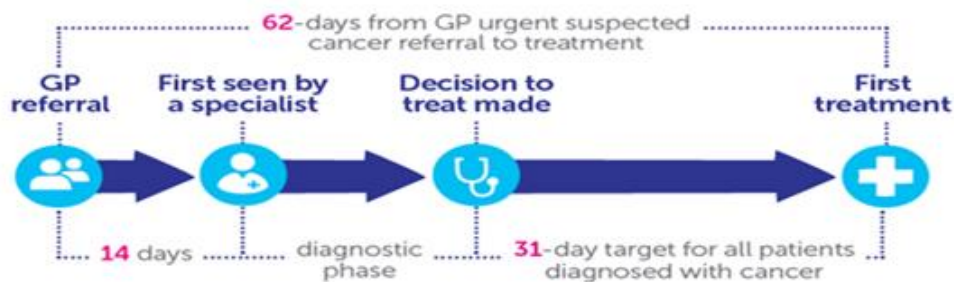 62-days from GP urgent suspected
cancer referral to treatment
GP
referral
First seen by
a specialist
Decision to
treat made
First
treatment
14 days
diagnostic
phase
31-day target for all patients
diagnosed with cancer